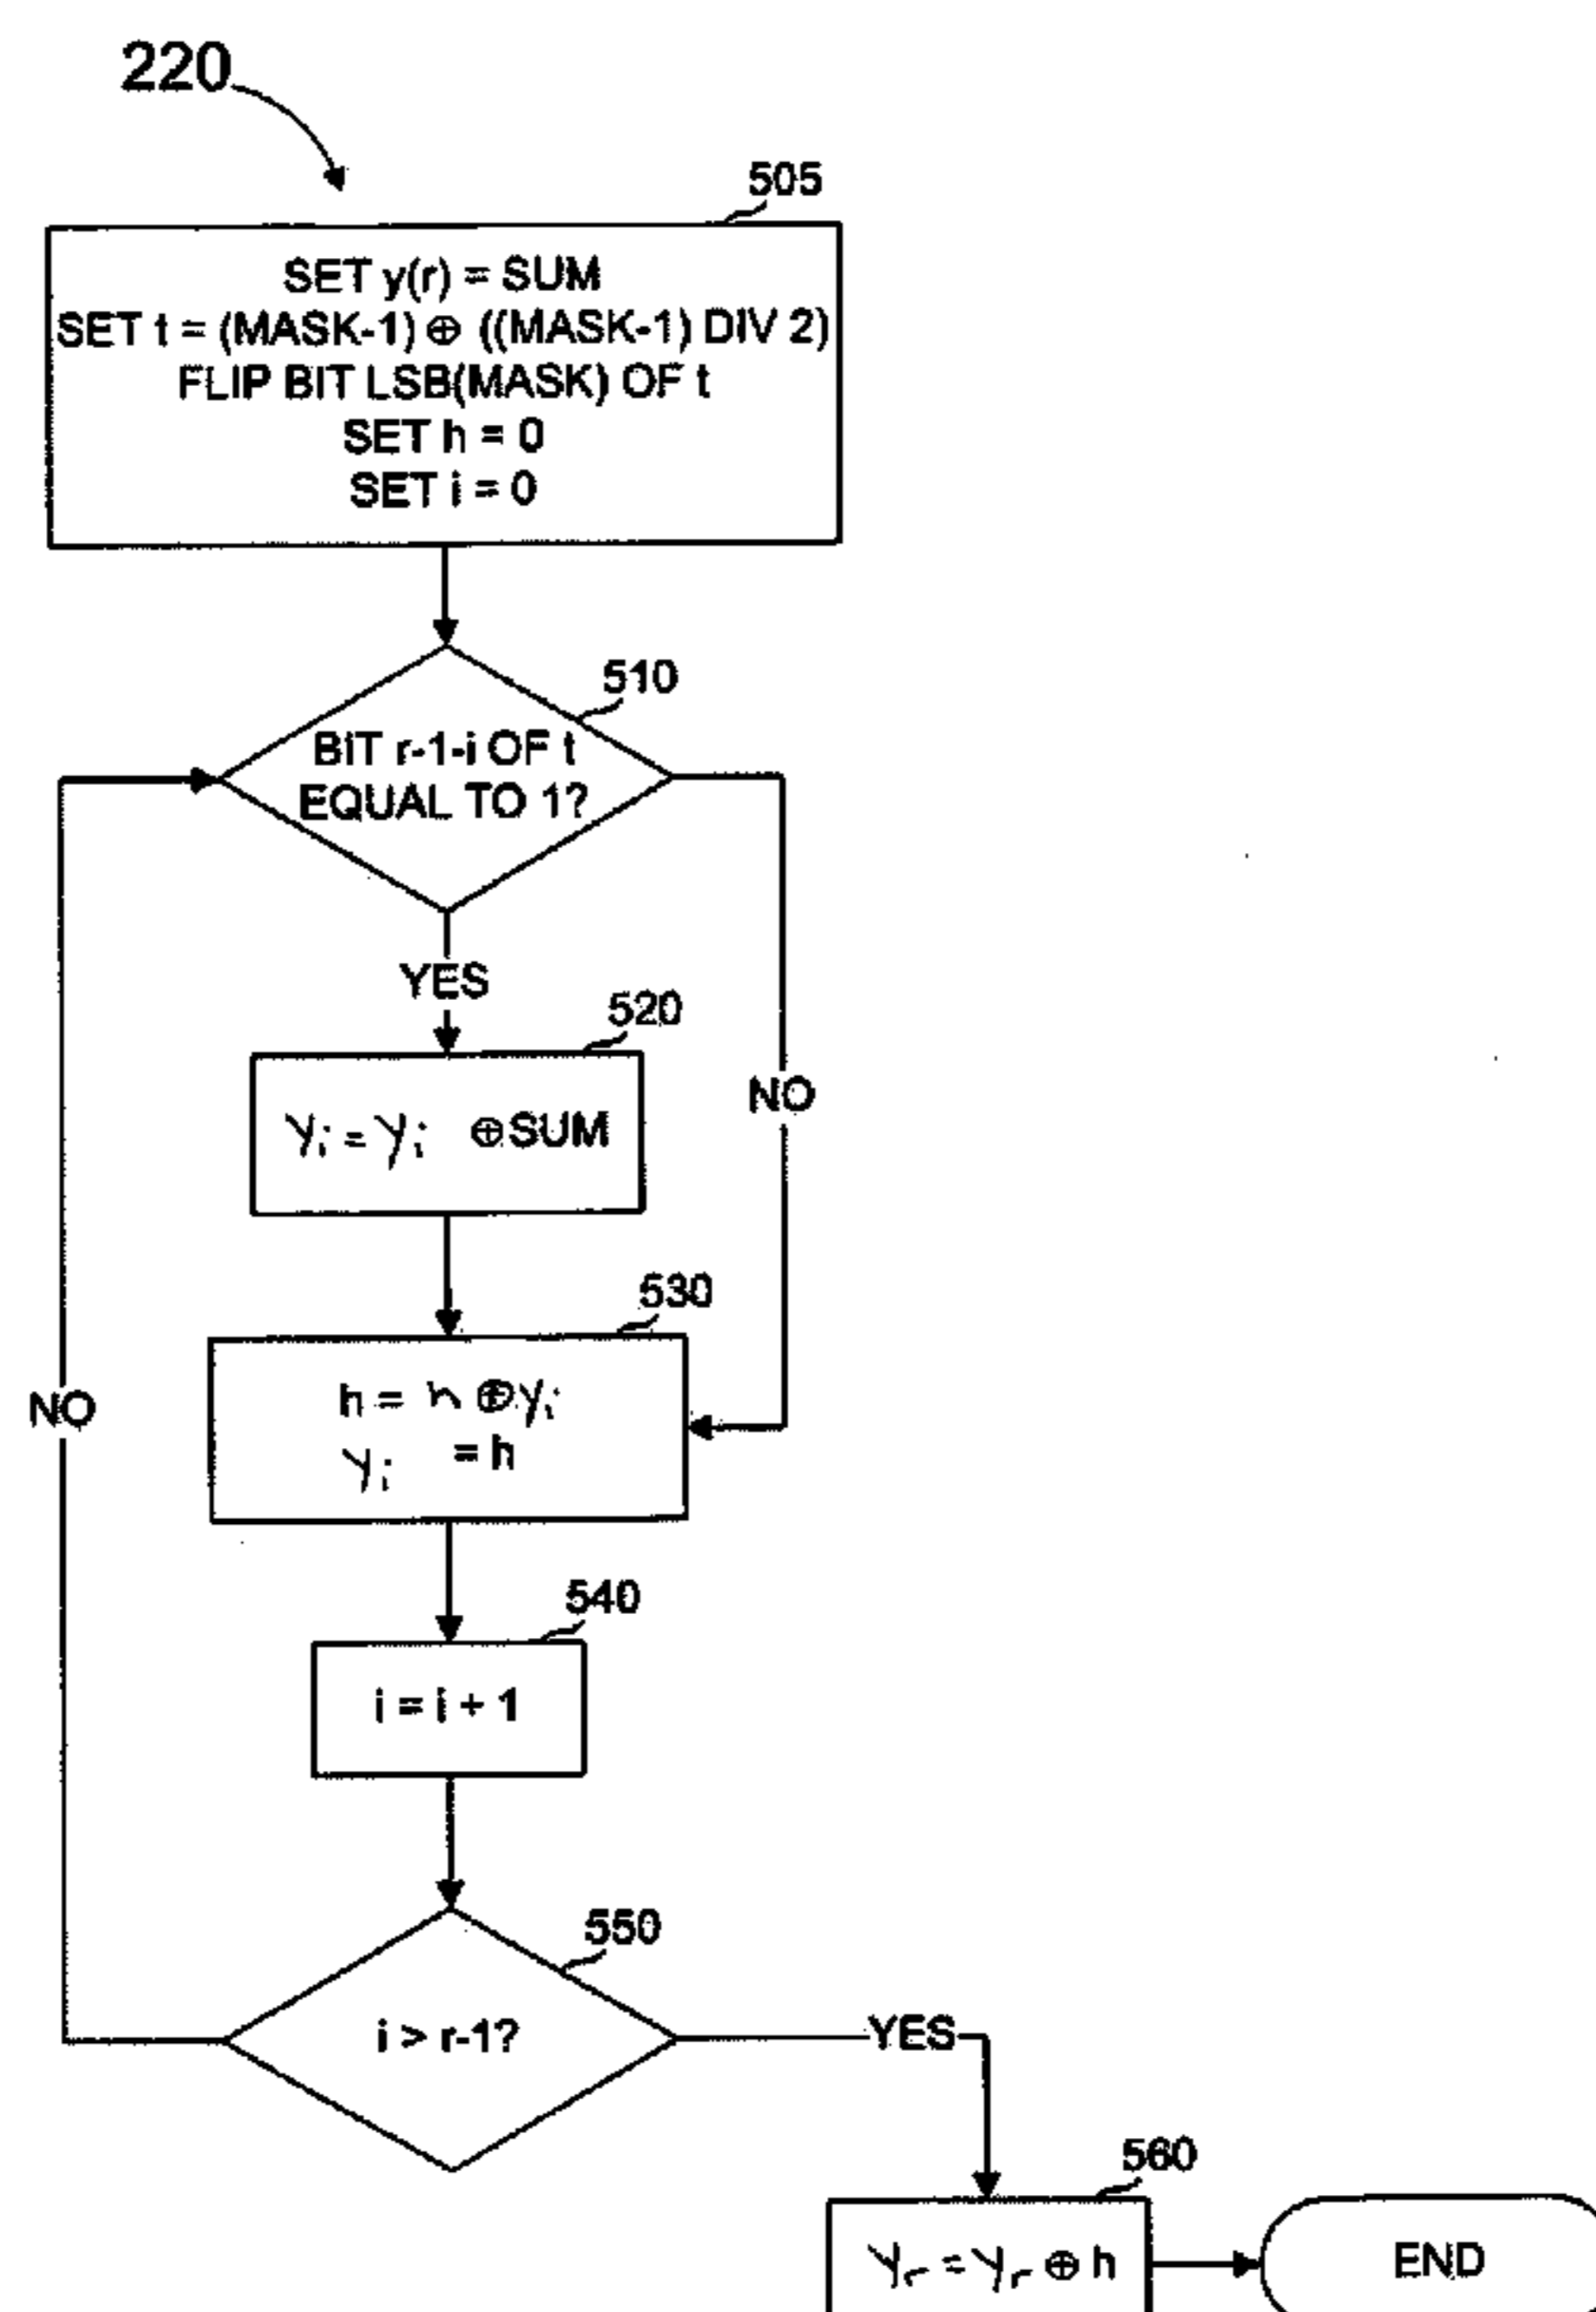 220
505
SET y(r) = SUM
SET t = (MASK-1) ⊕ ((MASK-1) DIV 2)
FLIP BIT LSB(MASK) OF t
SET h = 0
SET i = 0
510
BIT r-1-i OF t
EQUAL TO 1?
YES
NO
520
yᵢ = yᵢ ⊕ SUM
530
h = h ⊕ yᵢ
yᵢ = h
NO
540
i = i + 1
550
i > r-1?
YES
560
yᵣ = yᵣ ⊕ h
END